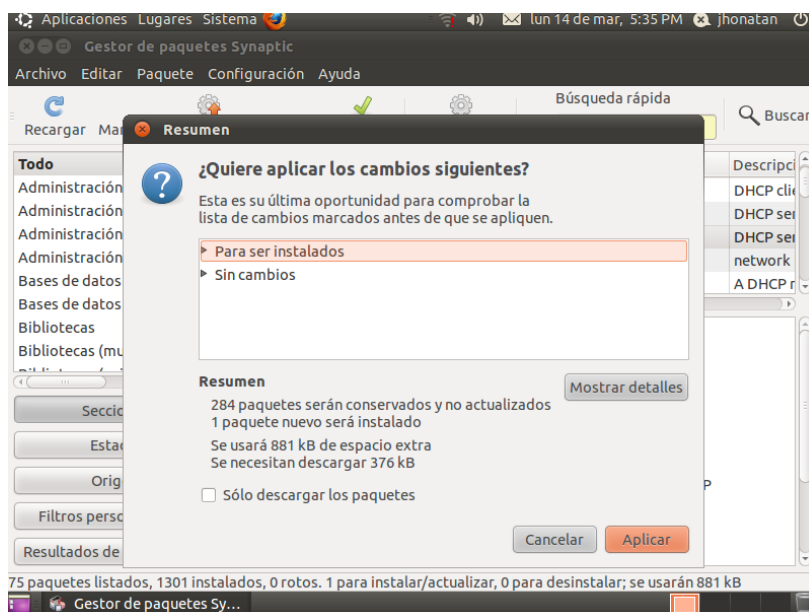 Aplicaciones Lugares Sistema lun 14 de mar, 5:35 PM jhonatan
Gestor de paquetes Synaptic
Archivo Editar Paquete Configuración Ayuda
Recargar Mar
Búsqueda rápida
Buscar
Resumen
¿Quiere aplicar los cambios siguientes?
Esta es su última oportunidad para comprobar la
lista de cambios marcados antes de que se apliquen.
Para ser instalados
Sin cambios
Resumen
Mostrar detalles
284 paquetes serán conservados y no actualizados
1 paquete nuevo será instalado
Se usará 881 kB de espacio extra
Se necesitan descargar 376 kB
Sólo descargar los paquetes
Cancelar Aplicar
Todo
Administración
Administración
Administración
Administración
Bases de datos
Bases de datos
Bibliotecas
Bibliotecas (mu
Secció
Estad
Orig
Filtros perso
Resultados de
Descripci
DHCP clie
DHCP ser
DHCP ser
network
A DHCP r
P
75 paquetes listados, 1301 instalados, 0 rotos. 1 para instalar/actualizar, 0 para desinstalar; se usarán 881 kB
Gestor de paquetes Sy...